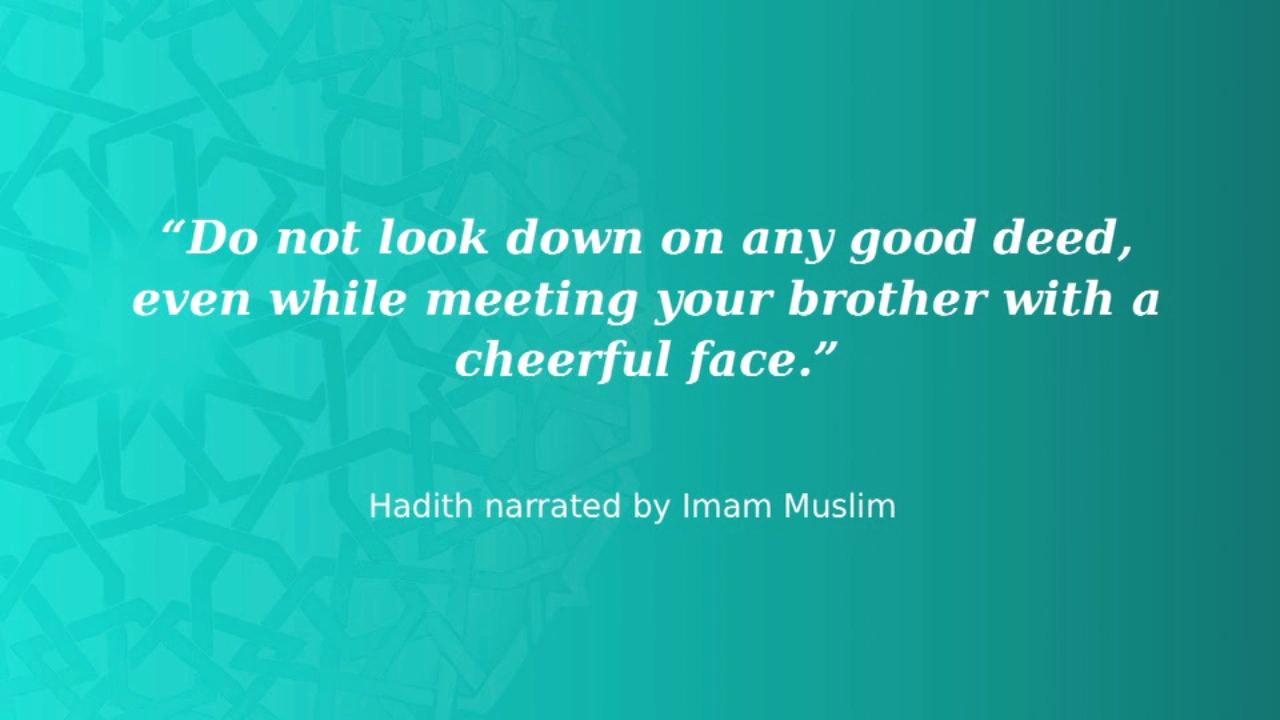 “Do not look down on any good deed,
even while meeting your brother with a
cheerful face.”
Hadith narrated by Imam Muslim